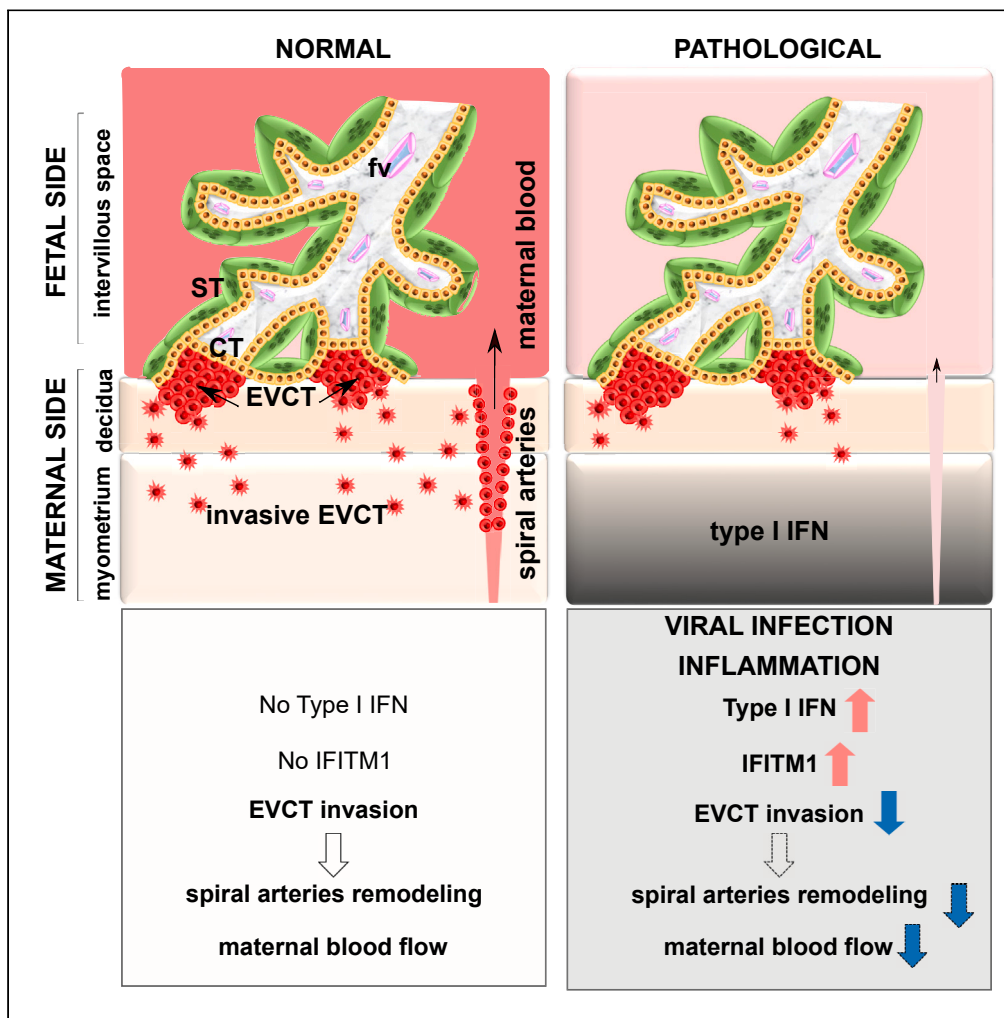 NORMAL
PATHOLOGICAL
FETAL SIDE
intervillous space
fv
ST
CT
EVCT
maternal blood
MATERNAL SIDE
decidua
myometrium
invasive EVCT
spiral arteries
type I IFN
No Type I IFN
No IFITM1
EVCT invasion
spiral arteries remodeling
maternal blood flow
VIRAL INFECTION
INFLAMMATION
Type I IFN
IFITM1
EVCT invasion
spiral arteries remodeling
maternal blood flow